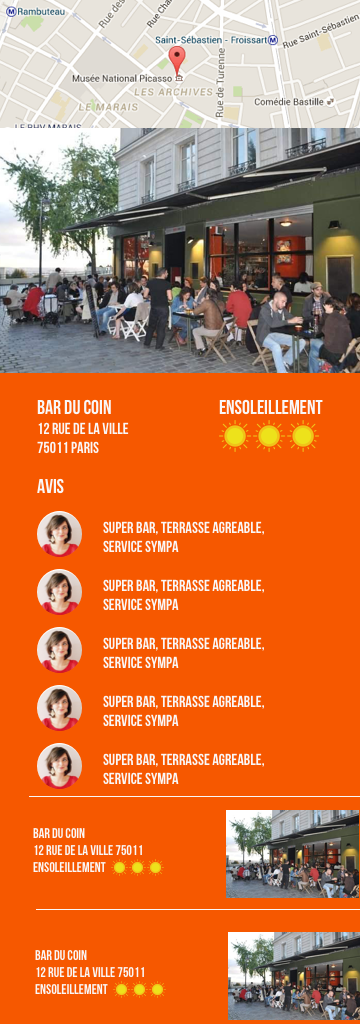 Rambuteau
Rue des
Rue Cha
Saint-Sébastien - Froissart
Rue Saint-Sébastien
Musée National Picasso
Rue de Turenne
LES ARCHIVES
LE MARAIS
Comédie Bastille
LE BHV MARAIS
BAR DU COIN
12 RUE DE LA VILLE
75011 PARIS
ENSOLEILLEMENT
AVIS
SUPER BAR, TERRASSE AGREABLE,
SERVICE SYMPA
SUPER BAR, TERRASSE AGREABLE,
SERVICE SYMPA
SUPER BAR, TERRASSE AGREABLE,
SERVICE SYMPA
SUPER BAR, TERRASSE AGREABLE,
SERVICE SYMPA
SUPER BAR, TERRASSE AGREABLE,
SERVICE SYMPA
BAR DU COIN
12 RUE DE LA VILLE 75011
ENSOLEILLEMENT
BAR DU COIN
12 RUE DE LA VILLE 75011
ENSOLEILLEMENT